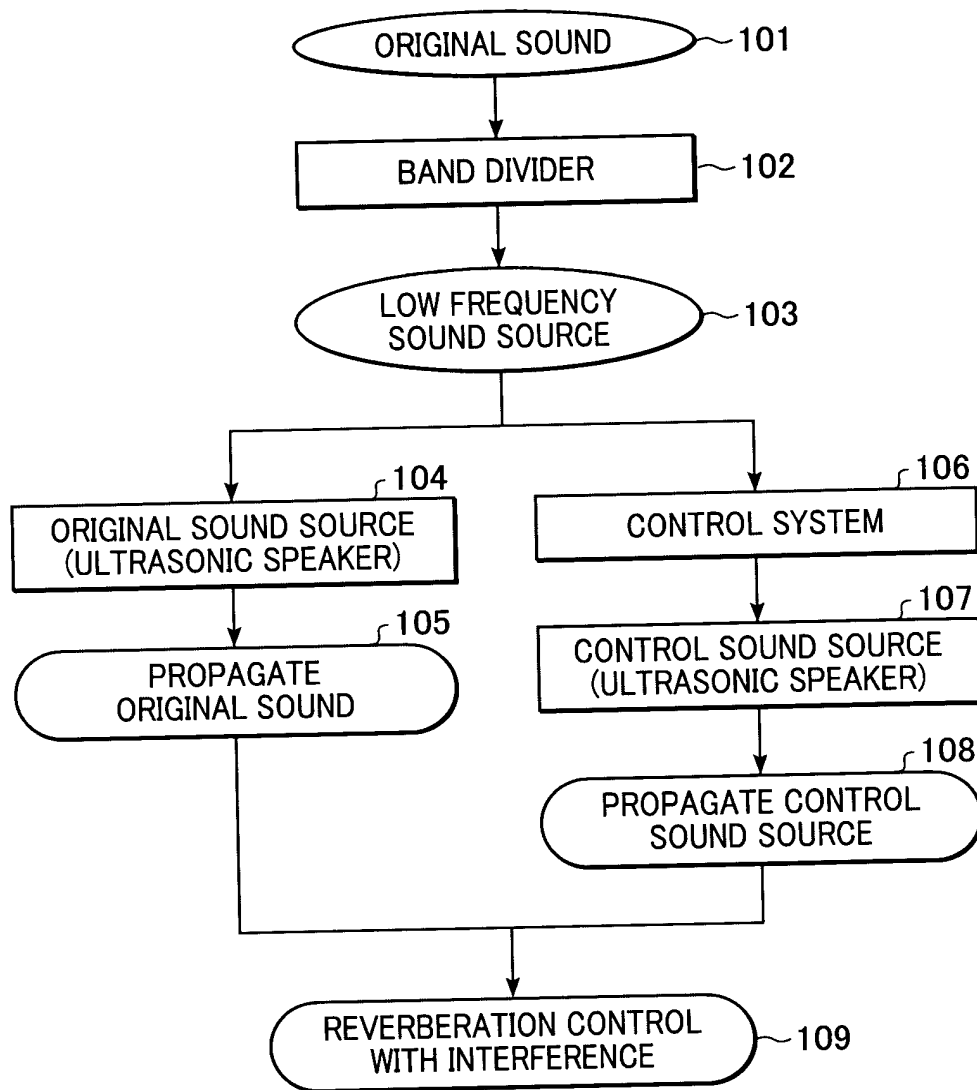 ORIGINAL SOUND
101
BAND DIVIDER
102
LOW FREQUENCY
SOUND SOURCE
103
104
ORIGINAL SOUND SOURCE
(ULTRASONIC SPEAKER)
105
PROPAGATE
ORIGINAL SOUND
106
CONTROL SYSTEM
107
CONTROL SOUND SOURCE
(ULTRASONIC SPEAKER)
108
PROPAGATE CONTROL
SOUND SOURCE
REVERBERATION CONTROL
WITH INTERFERENCE
109